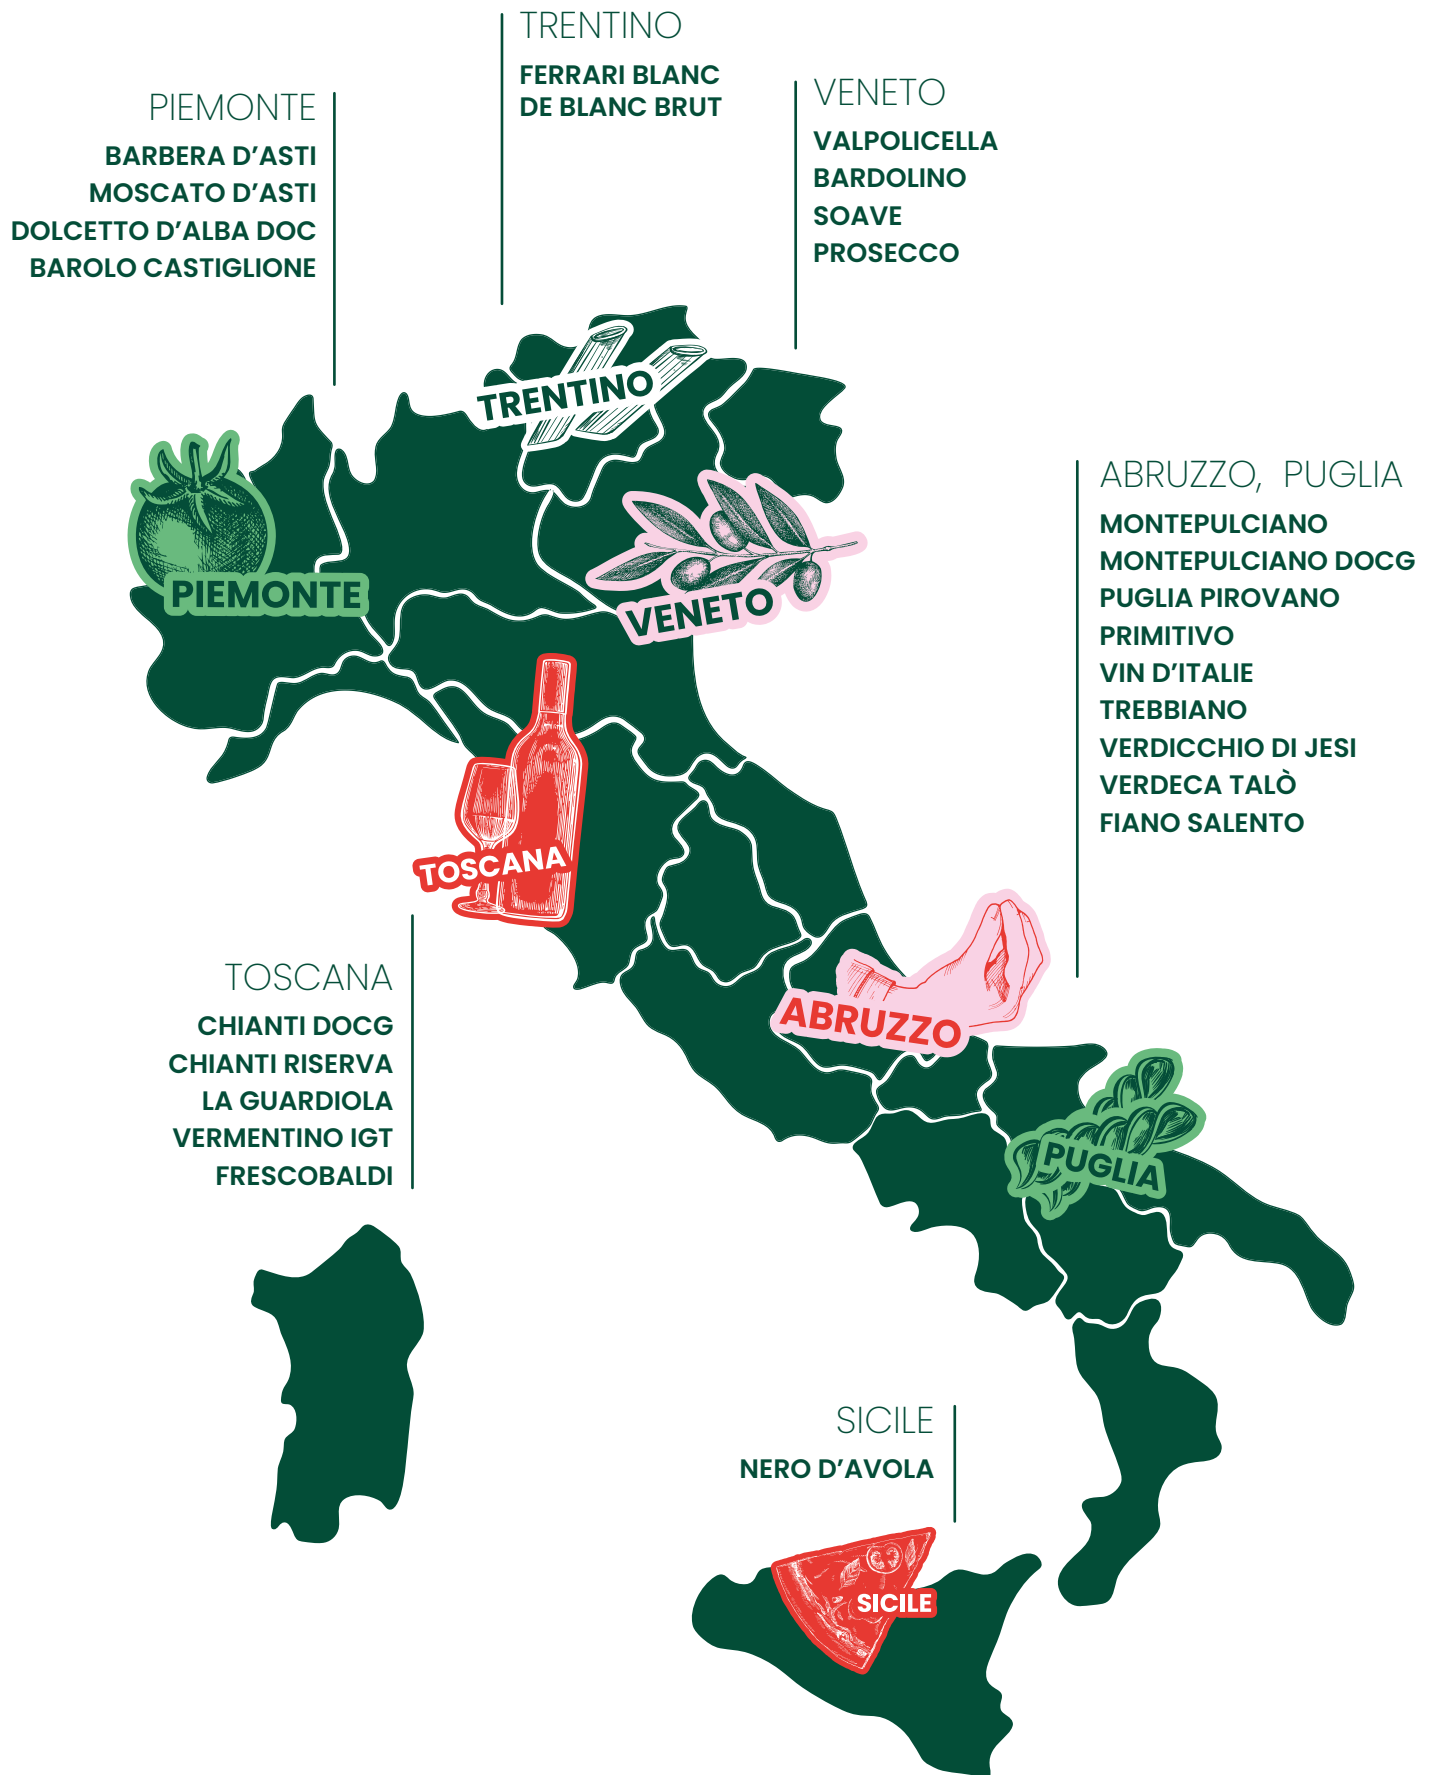 TRENTINO
FERRARI BLANC
DE BLANC BRUT
PIEMONTE
BARBERA D’ASTI
MOSCATO D’ASTI
DOLCETTO D’ALBA DOC
BAROLO CASTIGLIONE
VENETO
VALPOLICELLA
BARDOLINO
SOAVE
PROSECCO
TRENTINO
PIEMONTE
VENETO
ABRUZZO, PUGLIA
MONTEPULCIANO
MONTEPULCIANO DOCG
PUGLIA PIROVANO
PRIMITIVO
VIN D’ITALIE
TREBBIANO
VERDICCHIO DI JESI
VERDECA TALÒ
FIANO SALENTO
TOSCANA
ABRUZZO
PUGLIA
TOSCANA
CHIANTI DOCG
CHIANTI RISERVA
LA GUARDIOLA
VERMENTINO IGT
FRESCOBALDI
SICILE
NERO D’AVOLA
SICILE